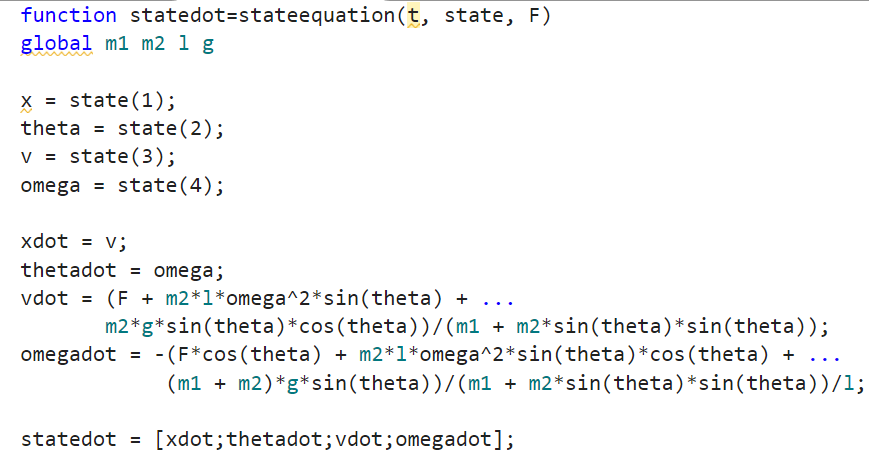 function statedot=stateequation(t, state, F)
global m1 m2 l g
x = state(1);
theta = state(2);
v = state(3);
omega = state(4);
xdot = v;
thetadot = omega;
vdot = (F + m2*l*omega^2*sin(theta) + ...
m2*g*sin(theta)*cos(theta))/(m1 + m2*sin(theta)*sin(theta));
omegadot = -(F*cos(theta) + m2*l*omega^2*sin(theta)*cos(theta) + ...
(m1 + m2)*g*sin(theta))/(m1 + m2*sin(theta)*sin(theta))/l;
statedot = [xdot;thetadot;vdot;omegadot];